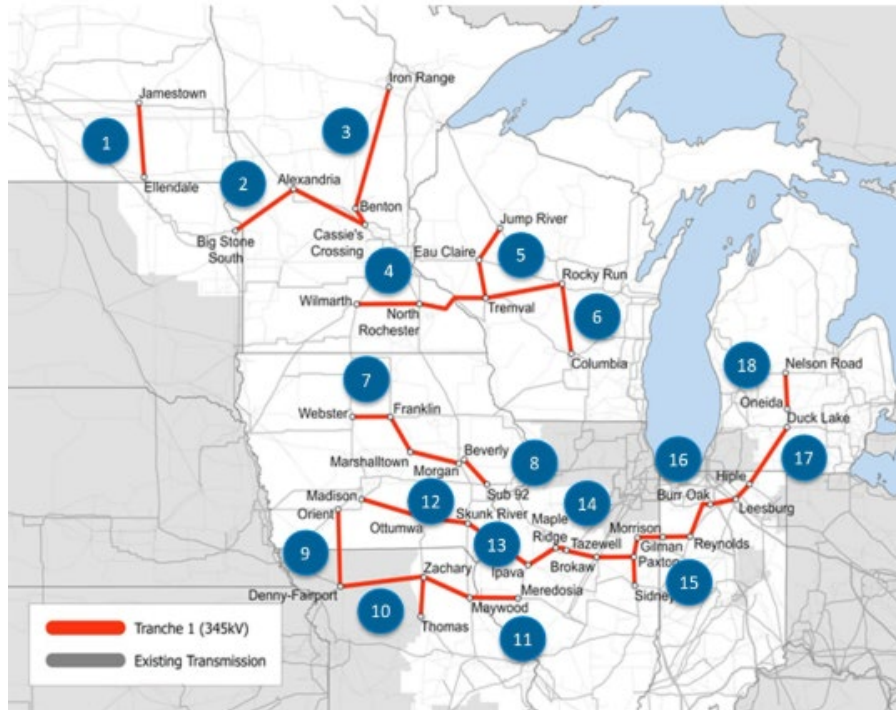 Iron Range
Jamestown
3
1
Ellendale
2
Alexandria
Benton
Cassie's
Crossing
Big Stone
South
Jump River
Eau Claire
5
4
Rocky Run
Wilmarth
North
Rochester
Tremval
6
Columbia
18
Nelson Road
Oneida
Duck Lake
7
Webster
Franklin
Marshalltown
Morgan
Beverly
8
Sub 92
16
17
Hiple
Burr Oak
Leesburg
Madison
Orient
12
Ottumwa
Skunk River
14
Maple
Ridge
Tazewell
Morrison
Gilman
Paxton
Reynolds
9
13
Ipava
Brokaw
Sidney
15
Zachary
Denny-Fairport
10
Meredosia
Maywood
Thomas
11
Tranche 1 (345kV)
Existing Transmission